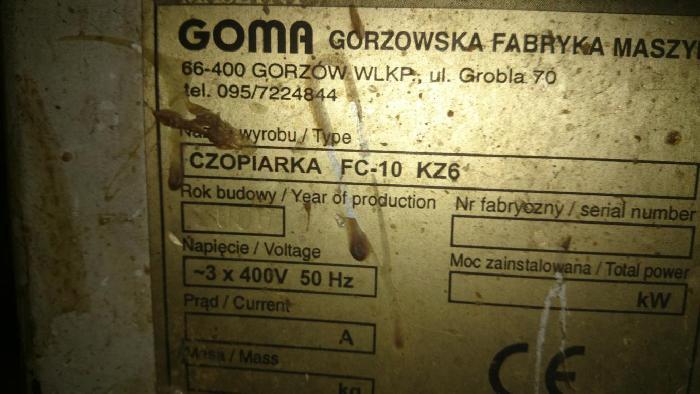 GOMA GORZOWSKA FABRYKA MASZY
66-400 GORZÓW WLKP., ul. Grobla 70
tel. 095/7224844
wyrobu / Type
CZOPIARKA FC-10 KZ6
Rok budowy / Year of production
Nr fabryczny / serial number
Napięcie / Voltage
~3 x 400V 50 Hz
Moc zainstalowana / Total power
kW
Prąd / Current
A
Masa / Mass
kg
CE